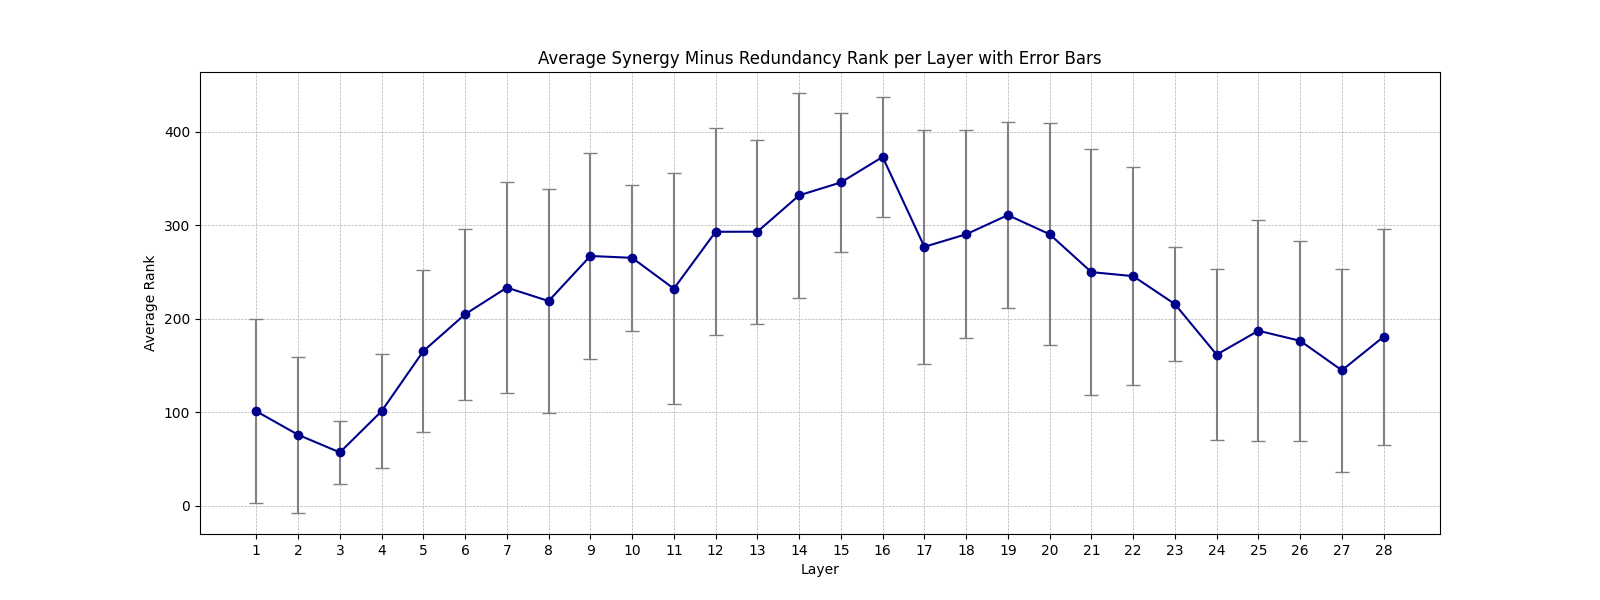 Average Synergy Minus Redundancy Rank per Layer with Error Bars
400
300
200
100
0
Average Rank
1 2 3 4 5 6 7 8 9 10 11 12 13 14 15 16 17 18 19 20 21 22 23 24 25 26 27 28
Layer